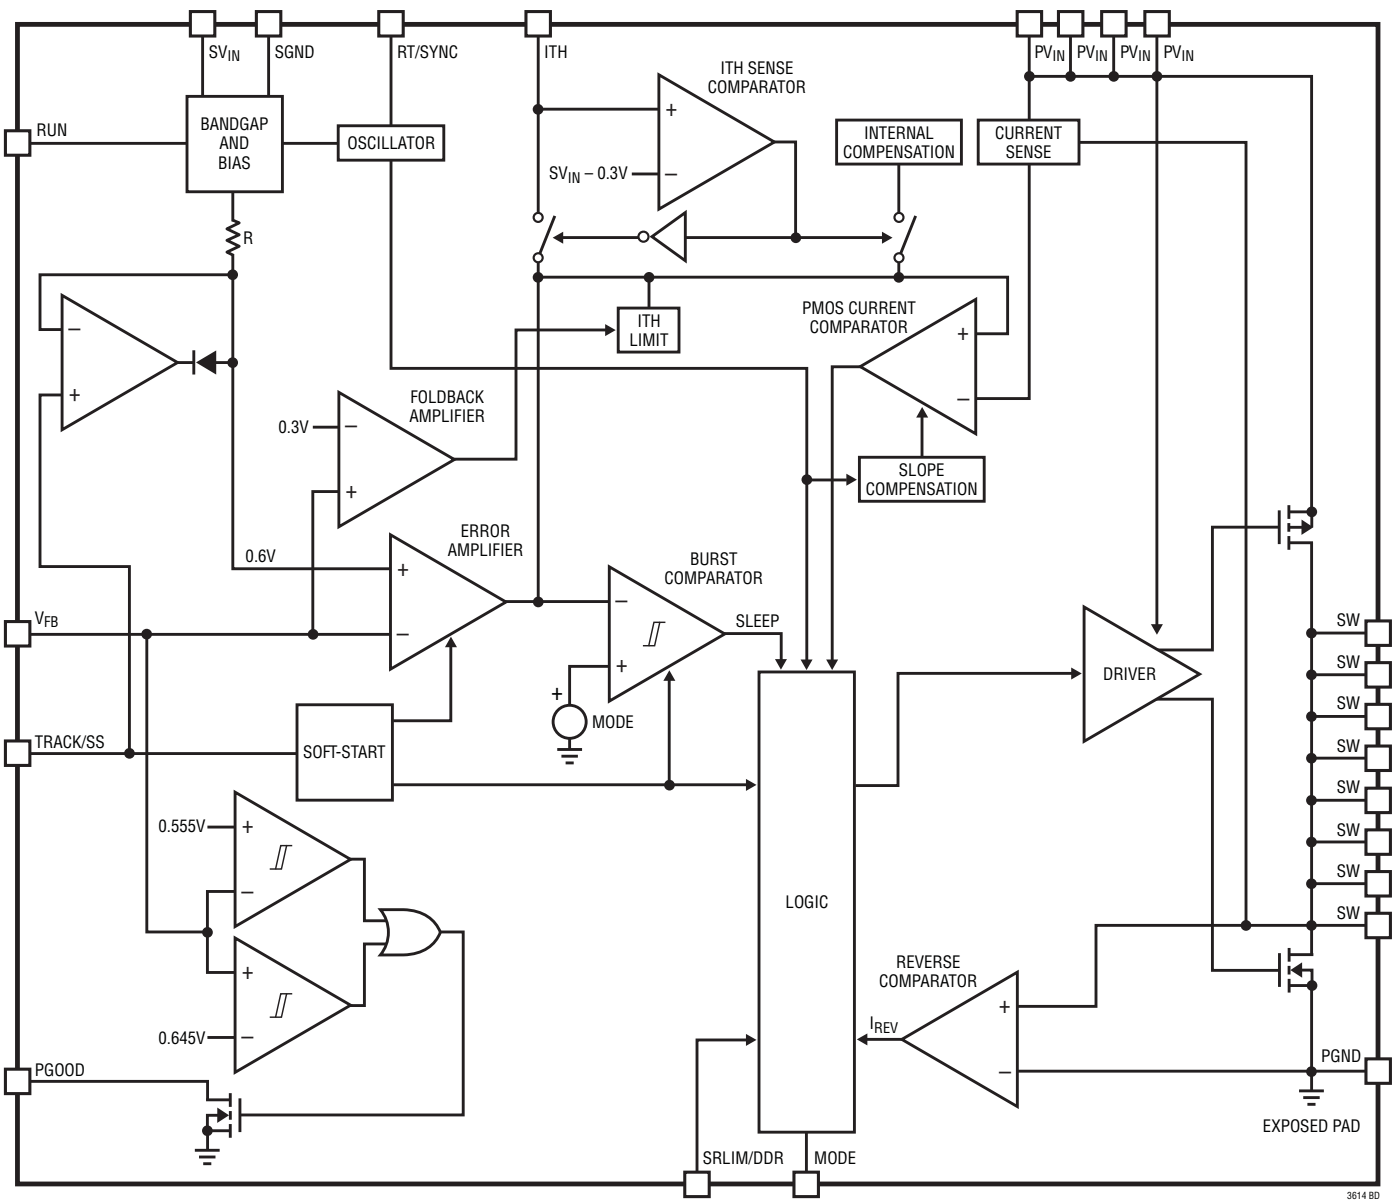 SVIN
SGND
RT/SYNC
ITH
PVIN
PVIN
PVIN
PVIN
ITH SENSE
COMPARATOR
RUN
BANDGAP
AND
BIAS
OSCILLATOR
+
SVIN – 0.3V
–
INTERNAL
COMPENSATION
CURRENT
SENSE
R
–
+
ITH
LIMIT
PMOS CURRENT
COMPARATOR
+
–
FOLDBACK
AMPLIFIER
0.3V
–
+
SLOPE
COMPENSATION
0.6V
ERROR
AMPLIFIER
+
–
BURST
COMPARATOR
–
+
SLEEP
VFB
+
MODE
DRIVER
SW
SW
SW
SW
SW
SW
SW
SW
TRACK/SS
SOFT-START
0.555V
+
–
+
0.645V
–
LOGIC
REVERSE
COMPARATOR
+
–
IREV
PGND
EXPOSED PAD
PGOOD
SRLIM/DDR
MODE
3614 BD